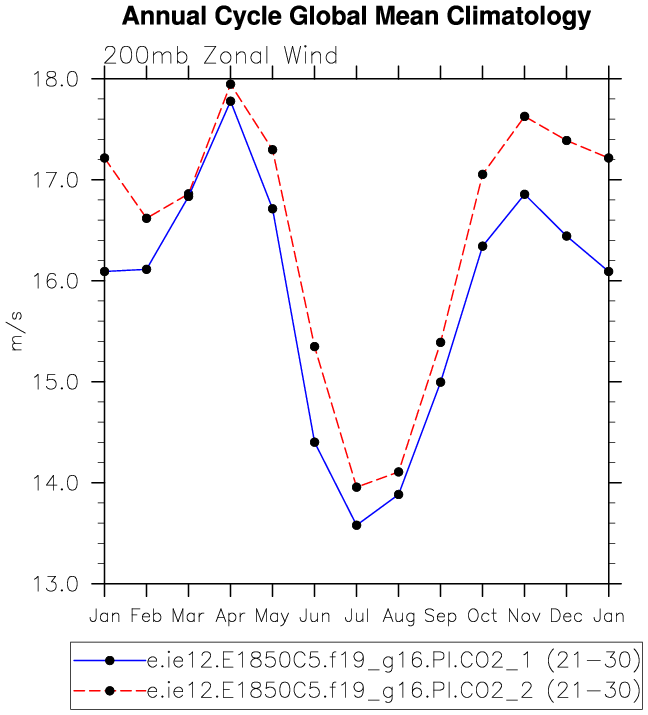 Annual Cycle Global Mean Climatology
200mb Zonal Wind
18.0
17.0
16.0
15.0
14.0
13.0
m/s
Jan Feb Mar Apr May Jun Jul Aug Sep Oct Nov Dec Jan
e.ie12.E1850C5.f19_g16.PI.CO2_1 (21-30)
e.ie12.E1850C5.f19_g16.PI.CO2_2 (21-30)